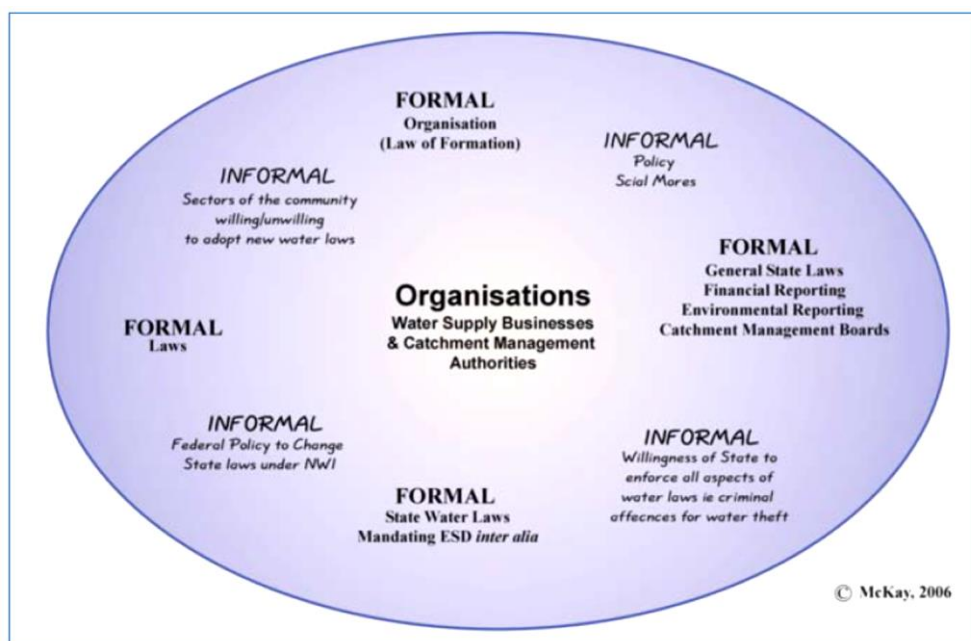 FORMAL
Organisation
(Law of Formation)
INFORMAL
Policy
Scial Mores
INFORMAL
Sectors of the community
willing/unwilling
to adopt new water laws
FORMAL
General State Laws
Financial Reporting
Environmental Reporting
Catchment Management Boards
Organisations
Water Supply Businesses
& Catchment Management
Authorities
FORMAL
Laws
INFORMAL
Federal Policy to Change
State laws under NWI
INFORMAL
Willingness of State to
enforce all aspects of
water laws ie criminal
affecnces for water theft
FORMAL
State Water Laws
Mandating ESD inter alia
© McKay, 2006